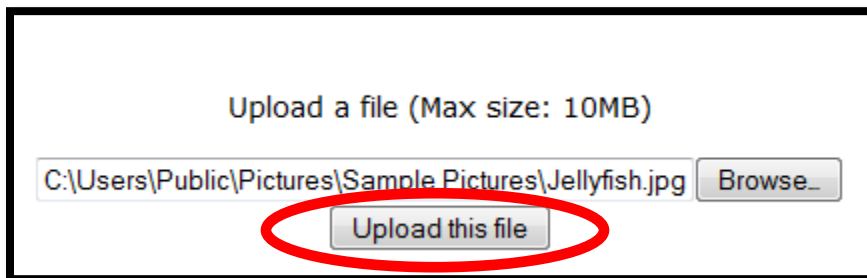 Upload a file (Max size: 10MB)
C:\Users\Public\Pictures\Sample Pictures\Jellyfish.jpg Browse...
Upload this file